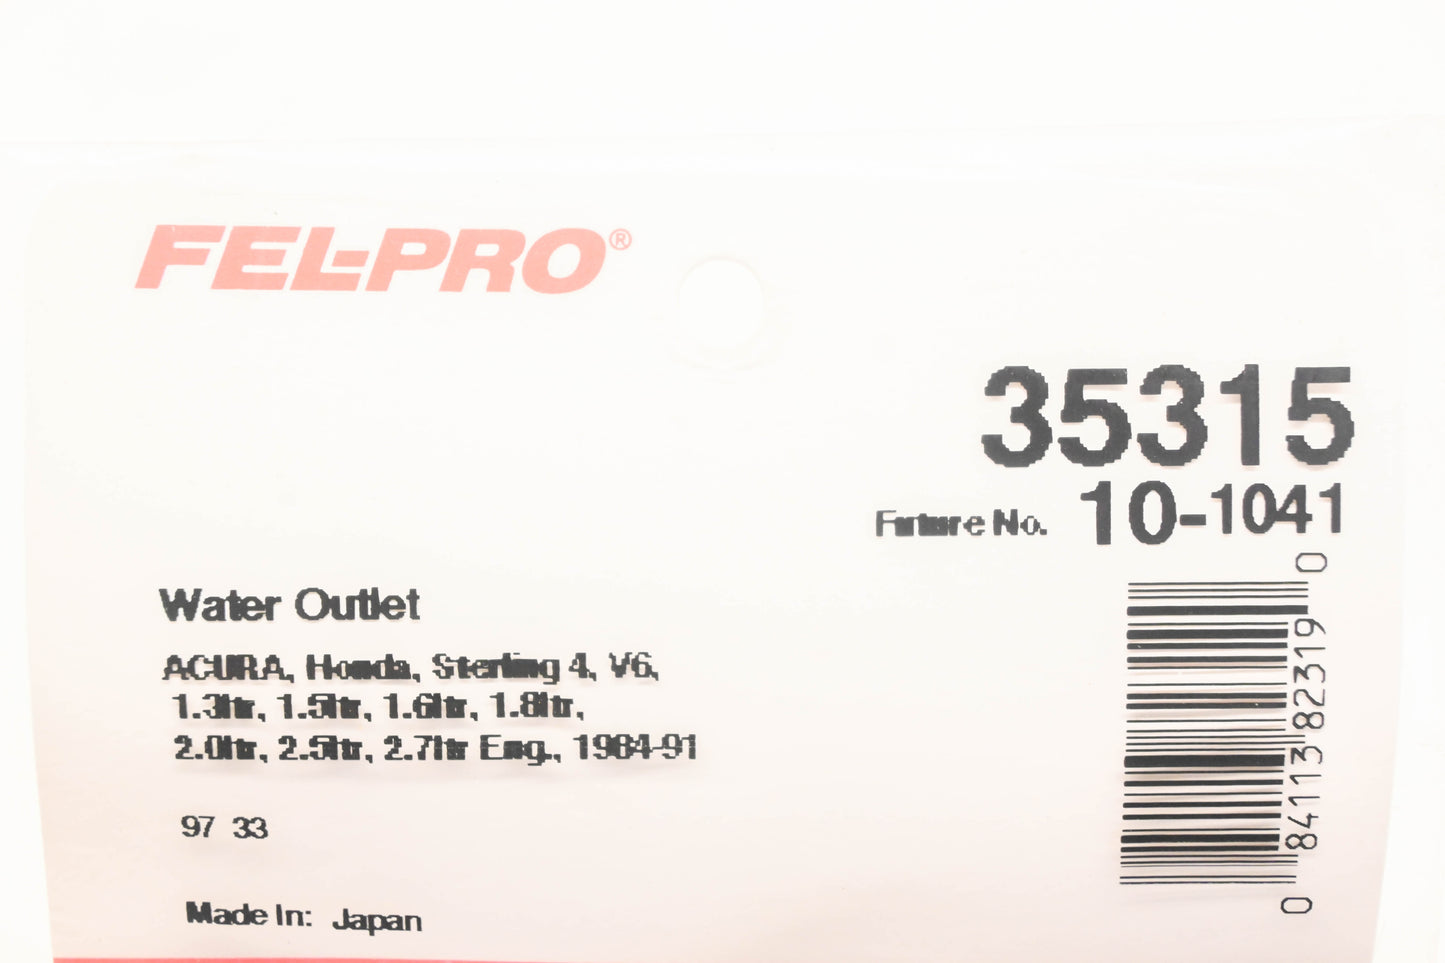 FEL-PRO®
35315
Future No. 10-1041
Water Outlet
ACURA, Honda, Sterling 4, V6,
1.3ltr, 1.5ltr, 1.6ltr, 1.8ltr,
2.0ltr, 2.5ltr, 2.7ltr Eng., 1984-91
97 33
Made In: Japan
0 84113 82319 0